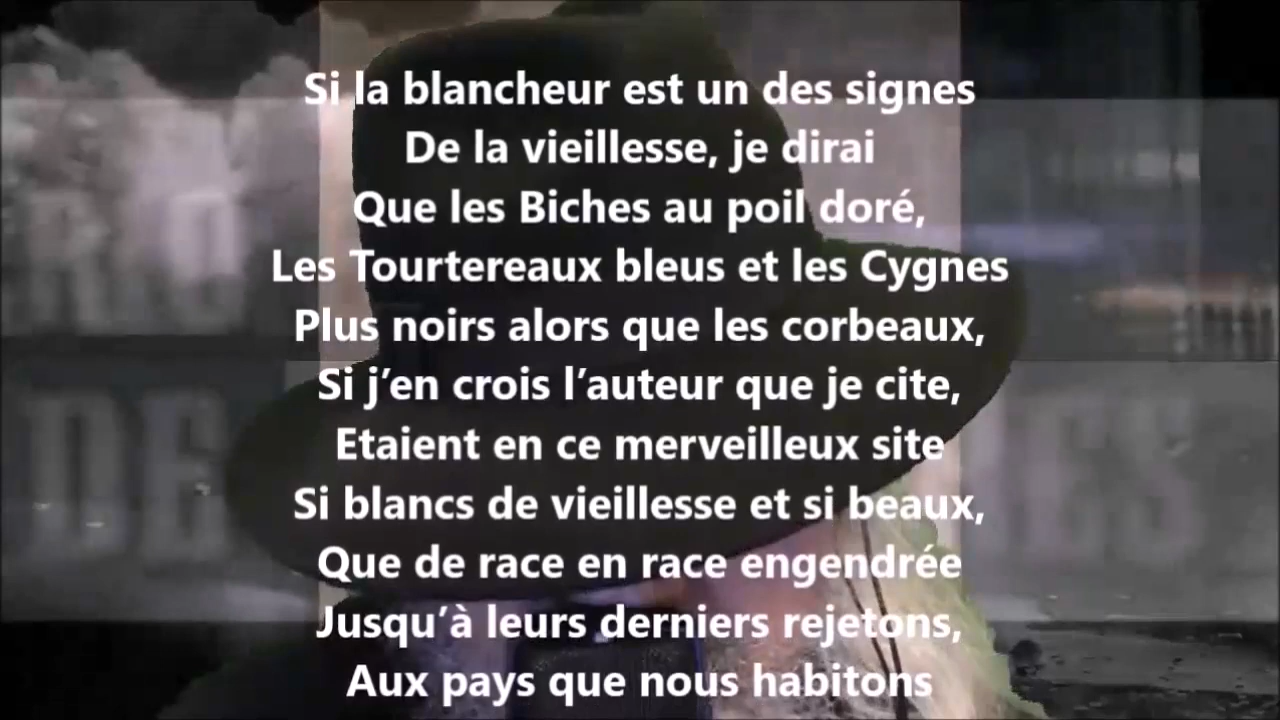 Si la blancheur est un des signes
De la vieillesse, je dirai
Que les Biches au poil doré,
Les Tourtereaux bleus et les Cygnes
Plus noirs alors que les corbeaux,
Si j’en crois l’auteur que je cite,
Etaient en ce merveilleux site
Si blancs de vieillesse et si beaux,
Que de race en race engendrée
Jusqu’à leurs derniers rejetons,
Aux pays que nous habitons